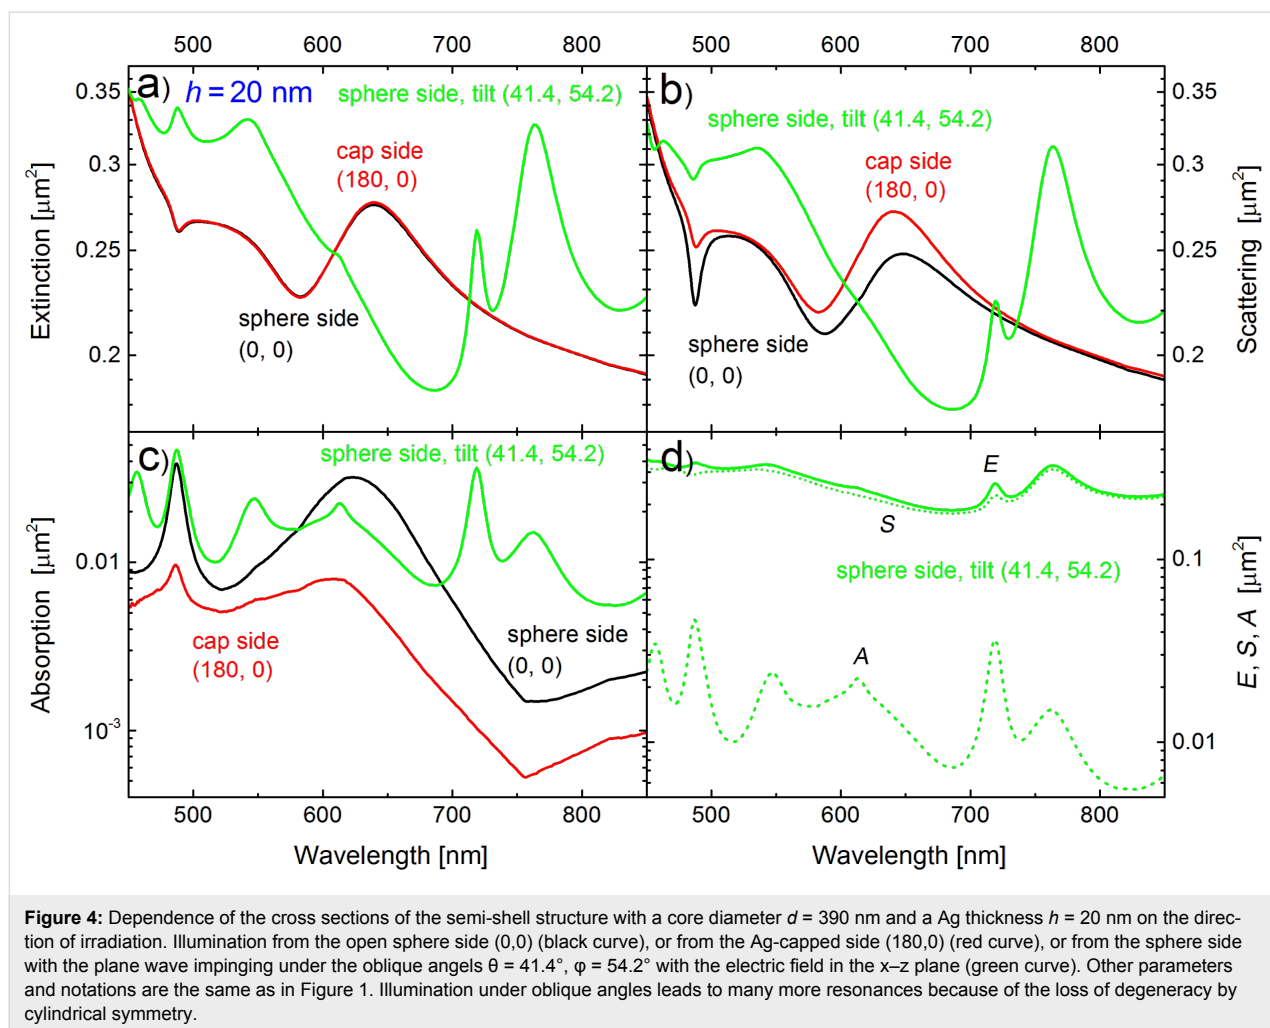 500 600 700 800 500 600 700 800
a) h = 20 nm
sphere side, tilt (41.4, 54.2)
cap side
(180, 0)
sphere side
(0, 0)
0.35
0.3
0.25
0.2
Extinction [μm²]
b)
sphere side, tilt (41.4, 54.2)
cap side
(180, 0)
sphere side
(0, 0)
0.35
0.3
0.25
0.2
Scattering [μm²]
c)
sphere side, tilt (41.4, 54.2)
cap side
(180, 0)
sphere side
(0, 0)
0.01
10⁻³
Absorption [μm²]
d)
E
S
sphere side, tilt (41.4, 54.2)
A
0.1
0.01
E, S, A [μm²]
500 600 700 800 500 600 700 800
Wavelength [nm] Wavelength [nm]
Figure 4: Dependence of the cross sections of the semi-shell structure with a core diameter d = 390 nm and a Ag thickness h = 20 nm on the direc-
tion of irradiation. Illumination from the open sphere side (0,0) (black curve), or from the Ag-capped side (180,0) (red curve), or from the sphere side
with the plane wave impinging under the oblique angels θ = 41.4°, φ = 54.2° with the electric field in the x–z plane (green curve). Other parameters
and notations are the same as in Figure 1. Illumination under oblique angles leads to many more resonances because of the loss of degeneracy by
cylindrical symmetry.